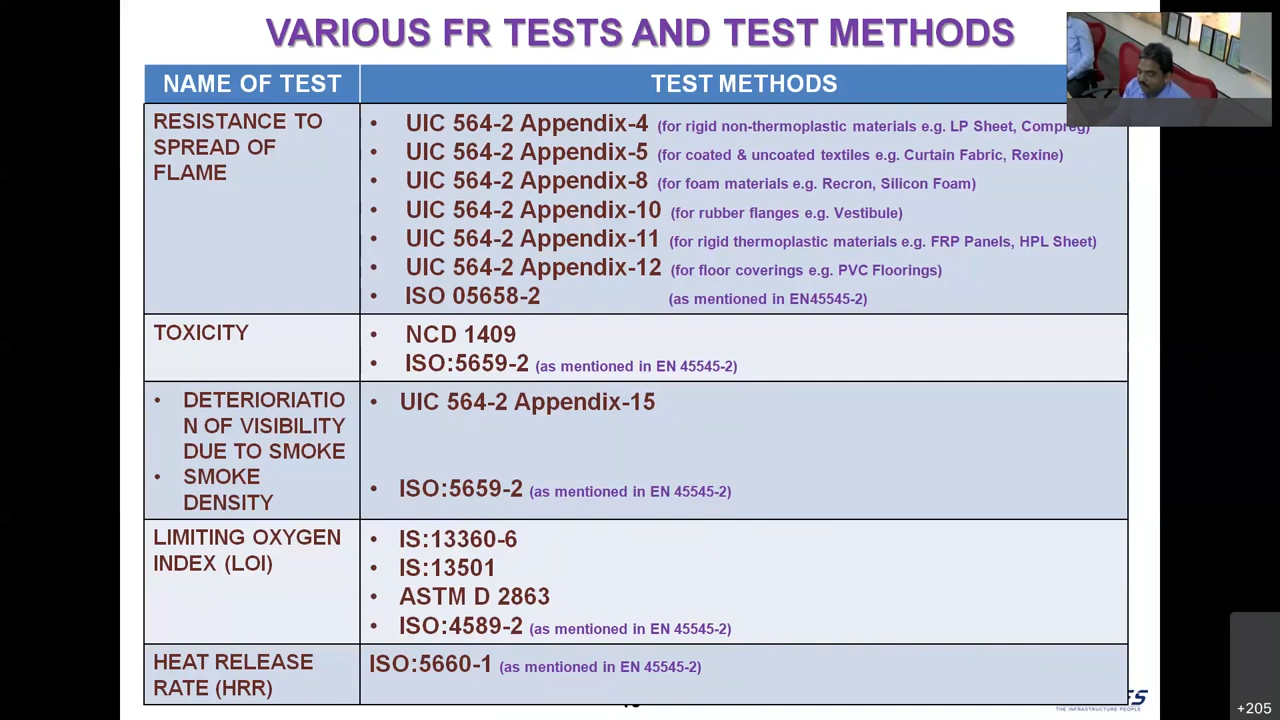 VARIOUS FR TESTS AND TEST METHODS
NAME OF TEST
TEST METHODS
RESISTANCE TO
SPREAD OF
FLAME
• UIC 564-2 Appendix-4 (for rigid non-thermoplastic materials e.g. LP Sheet, Compreg)
• UIC 564-2 Appendix-5 (for coated & uncoated textiles e.g. Curtain Fabric, Rexine)
• UIC 564-2 Appendix-8 (for foam materials e.g. Recron, Silicon Foam)
• UIC 564-2 Appendix-10 (for rubber flanges e.g. Vestibule)
• UIC 564-2 Appendix-11 (for rigid thermoplastic materials e.g. FRP Panels, HPL Sheet)
• UIC 564-2 Appendix-12 (for floor coverings e.g. PVC Floorings)
• ISO 05658-2 (as mentioned in EN45545-2)
TOXICITY
• NCD 1409
• ISO:5659-2 (as mentioned in EN 45545-2)
• DETERIORIATIO
N OF VISIBILITY
DUE TO SMOKE
• SMOKE
DENSITY
• UIC 564-2 Appendix-15
• ISO:5659-2 (as mentioned in EN 45545-2)
LIMITING OXYGEN
INDEX (LOI)
• IS:13360-6
• IS:13501
• ASTM D 2863
• ISO:4589-2 (as mentioned in EN 45545-2)
HEAT RELEASE
RATE (HRR)
ISO:5660-1 (as mentioned in EN 45545-2)
ES
THE INFRASTRUCTURE PEOPLE
+205